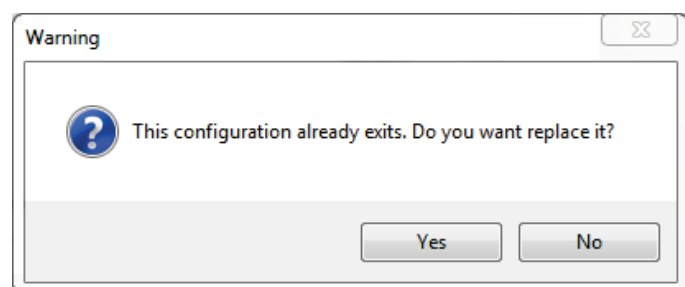 Warning
This configuration already exits. Do you want replace it?
Yes No